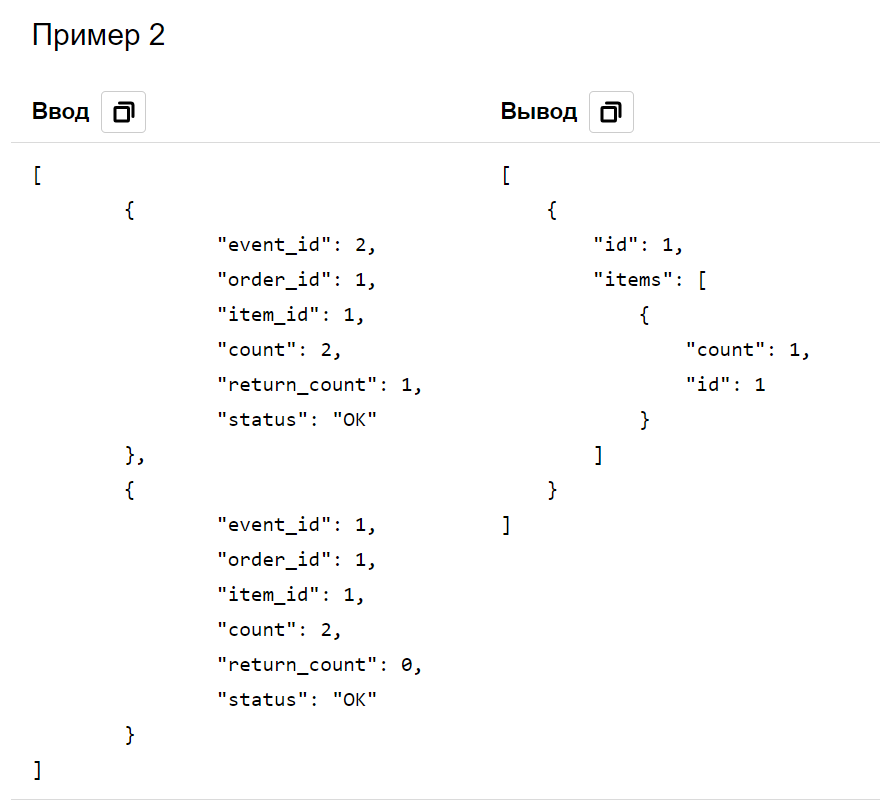 Пример 2
Ввод
[
{
"event_id": 2,
"order_id": 1,
"item_id": 1,
"count": 2,
"return_count": 1,
"status": "OK"
},
{
"event_id": 1,
"order_id": 1,
"item_id": 1,
"count": 2,
"return_count": 0,
"status": "OK"
}
]
Вывод
[
{
"id": 1,
"items": [
{
"count": 1,
"id": 1
}
]
}
]